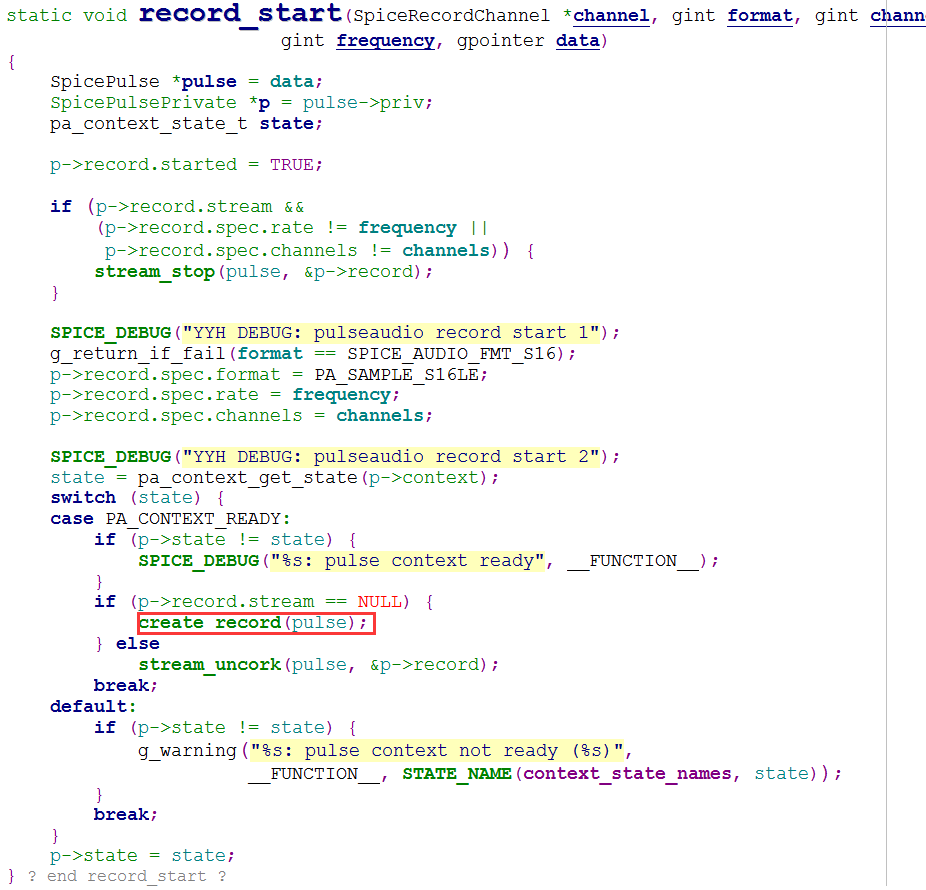 static void record_start(SpiceRecordChannel *channel, gint format, gint chann
gint frequency, gpointer data)
{
SpicePulse *pulse = data;
SpicePulsePrivate *p = pulse->priv;
pa_context_state_t state;
p->record.started = TRUE;
if (p->record.stream &&
(p->record.spec.rate != frequency ||
p->record.spec.channels != channels)) {
stream_stop(pulse, &p->record);
}
SPICE_DEBUG("YYH DEBUG: pulseaudio record start 1");
g_return_if_fail(format == SPICE_AUDIO_FMT_S16);
p->record.spec.format = PA_SAMPLE_S16LE;
p->record.spec.rate = frequency;
p->record.spec.channels = channels;
SPICE_DEBUG("YYH DEBUG: pulseaudio record start 2");
state = pa_context_get_state(p->context);
switch (state) {
case PA_CONTEXT_READY:
if (p->state != state) {
SPICE_DEBUG("%s: pulse context ready", __FUNCTION__);
}
if (p->record.stream == NULL) {
create_record(pulse);
} else
stream_uncork(pulse, &p->record);
break;
default:
if (p->state != state) {
g_warning("%s: pulse context not ready (%s)",
__FUNCTION__, STATE_NAME(context_state_names, state));
}
break;
}
p->state = state;
} ? end record_start ?